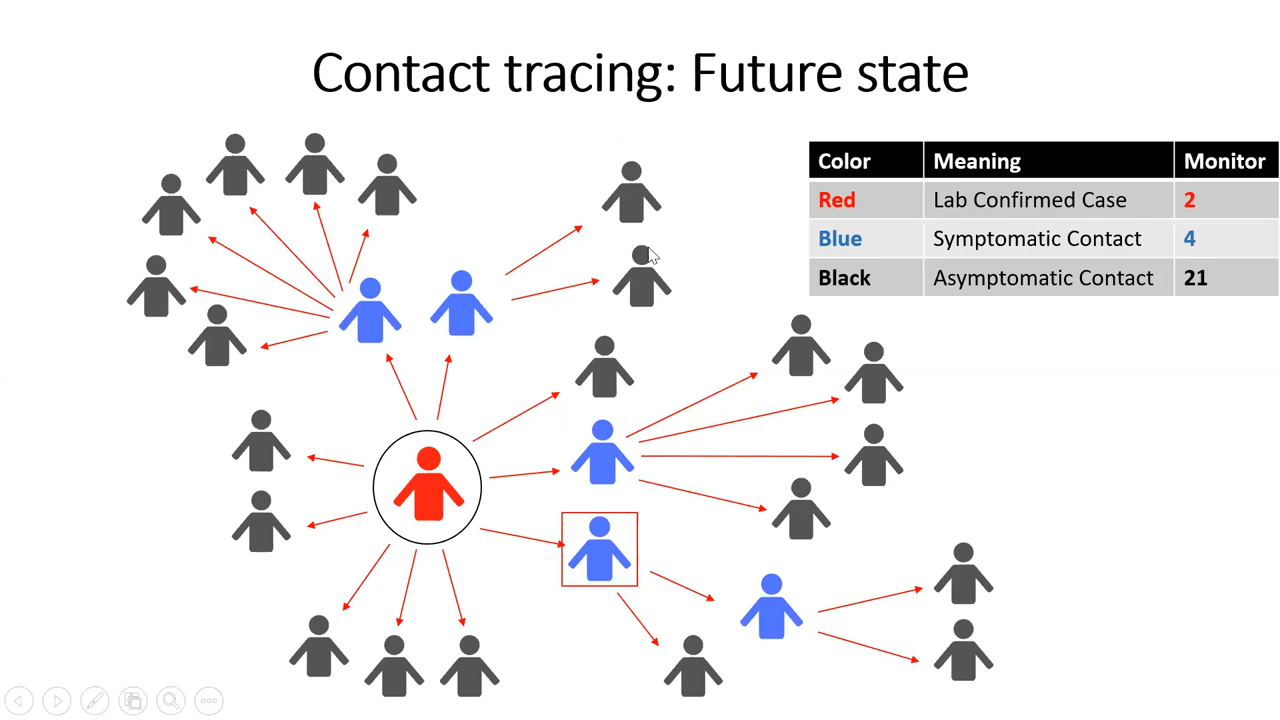 Contact tracing: Future state
Color Meaning Monitor
Red Lab Confirmed Case 2
Blue Symptomatic Contact 4
Black Asymptomatic Contact 21